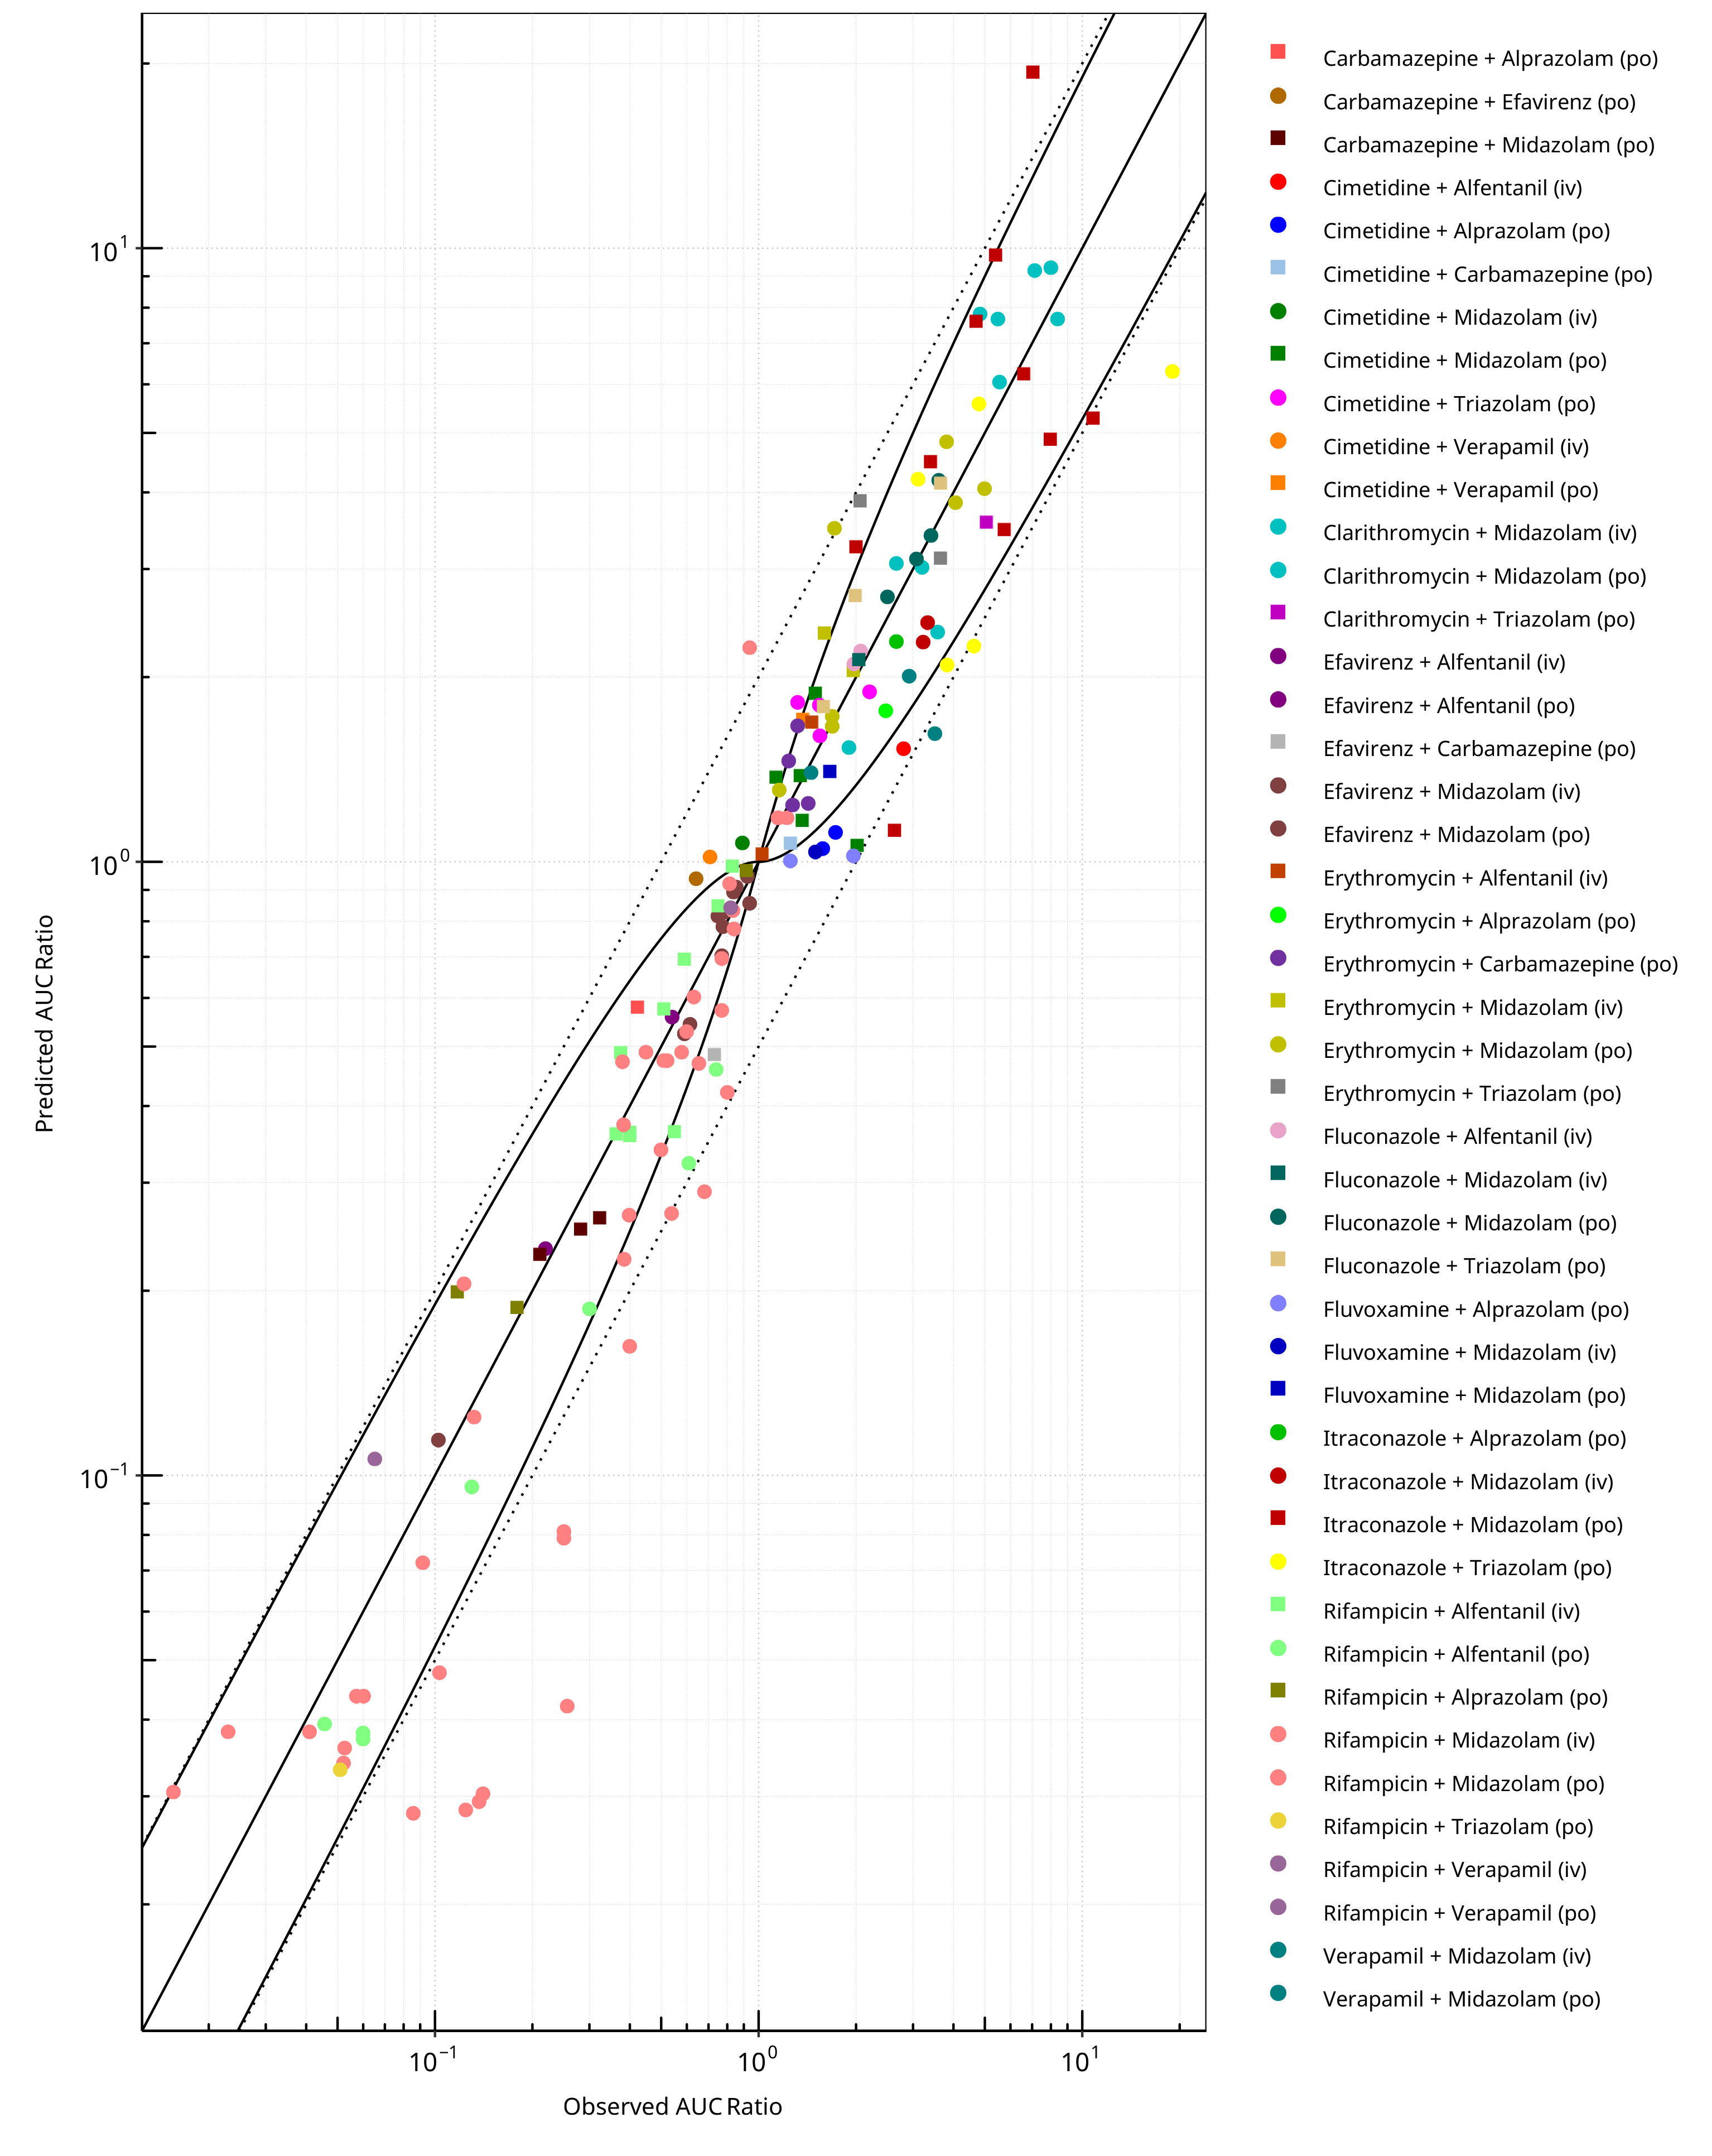 10¹
10⁰
10⁻¹
Predicted AUC Ratio
10⁻¹
10⁰
10¹
Observed AUC Ratio
Carbamazepine + Alprazolam (po)
Carbamazepine + Efavirenz (po)
Carbamazepine + Midazolam (po)
Cimetidine + Alfentanil (iv)
Cimetidine + Alprazolam (po)
Cimetidine + Carbamazepine (po)
Cimetidine + Midazolam (iv)
Cimetidine + Midazolam (po)
Cimetidine + Triazolam (po)
Cimetidine + Verapamil (iv)
Cimetidine + Verapamil (po)
Clarithromycin + Midazolam (iv)
Clarithromycin + Midazolam (po)
Clarithromycin + Triazolam (po)
Efavirenz + Alfentanil (iv)
Efavirenz + Alfentanil (po)
Efavirenz + Carbamazepine (po)
Efavirenz + Midazolam (iv)
Efavirenz + Midazolam (po)
Erythromycin + Alfentanil (iv)
Erythromycin + Alprazolam (po)
Erythromycin + Carbamazepine (po)
Erythromycin + Midazolam (iv)
Erythromycin + Midazolam (po)
Erythromycin + Triazolam (po)
Fluconazole + Alfentanil (iv)
Fluconazole + Midazolam (iv)
Fluconazole + Midazolam (po)
Fluconazole + Triazolam (po)
Fluvoxamine + Alprazolam (po)
Fluvoxamine + Midazolam (iv)
Fluvoxamine + Midazolam (po)
Itraconazole + Alprazolam (po)
Itraconazole + Midazolam (iv)
Itraconazole + Midazolam (po)
Itraconazole + Triazolam (po)
Rifampicin + Alfentanil (iv)
Rifampicin + Alfentanil (po)
Rifampicin + Alprazolam (po)
Rifampicin + Midazolam (iv)
Rifampicin + Midazolam (po)
Rifampicin + Triazolam (po)
Rifampicin + Verapamil (iv)
Rifampicin + Verapamil (po)
Verapamil + Midazolam (iv)
Verapamil + Midazolam (po)